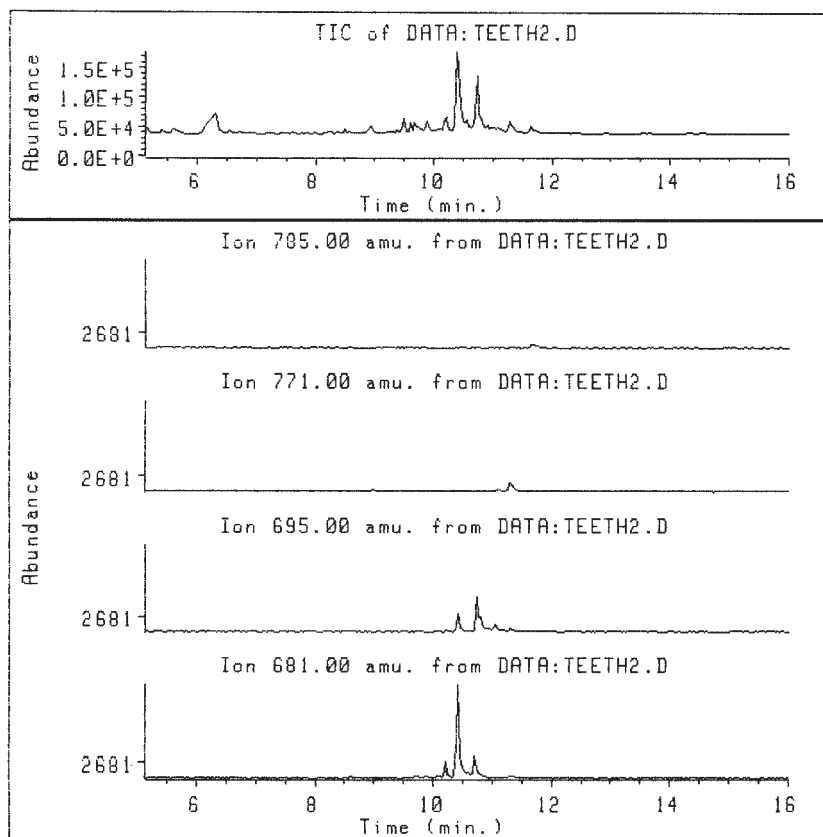 TIC of DATA:TEETH2.D
Abundance
1.5E+5
1.0E+5
5.0E+4
0.0E+0
6 8 10 12 14 16
Time (min.)
Ion 785.00 amu. from DATA:TEETH2.D
2681
Ion 771.00 amu. from DATA:TEETH2.D
2681
Abundance
Ion 695.00 amu. from DATA:TEETH2.D
2681
Ion 681.00 amu. from DATA:TEETH2.D
2681
6 8 10 12 14 16
Time (min.)